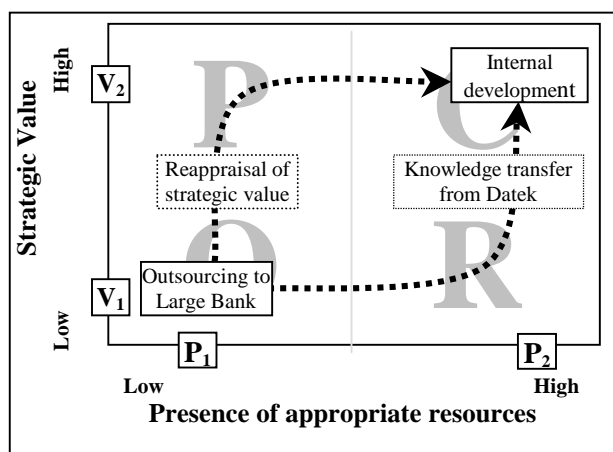 Strategic Value
High
Low
V2
V1
P
C
O
R
Internal
development
Reappraisal of
strategic value
Knowledge transfer
from Datek
Outsourcing to
Large Bank
P1
P2
Low
High
Presence of appropriate resources